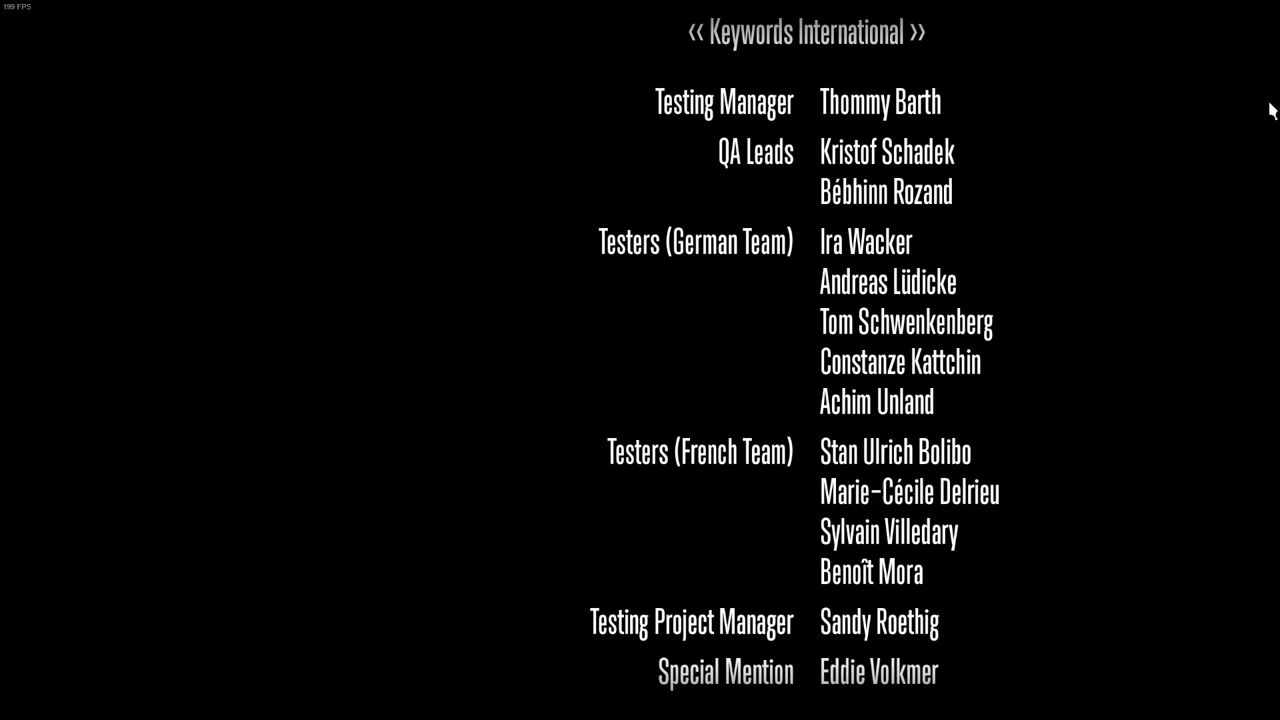 199 FPS
‹‹ Keywords International ››
Testing Manager Thommy Barth
QA Leads Kristof Schadek
Bébhinn Rozand
Testers (German Team) Ira Wacker
Andreas Lüdicke
Tom Schwenkenberg
Constanze Kattchin
Achim Unland
Testers (French Team) Stan Ulrich Bolibo
Marie-Cécile Delrieu
Sylvain Villedary
Benoît Mora
Testing Project Manager Sandy Roethig
Special Mention Eddie Volkmer